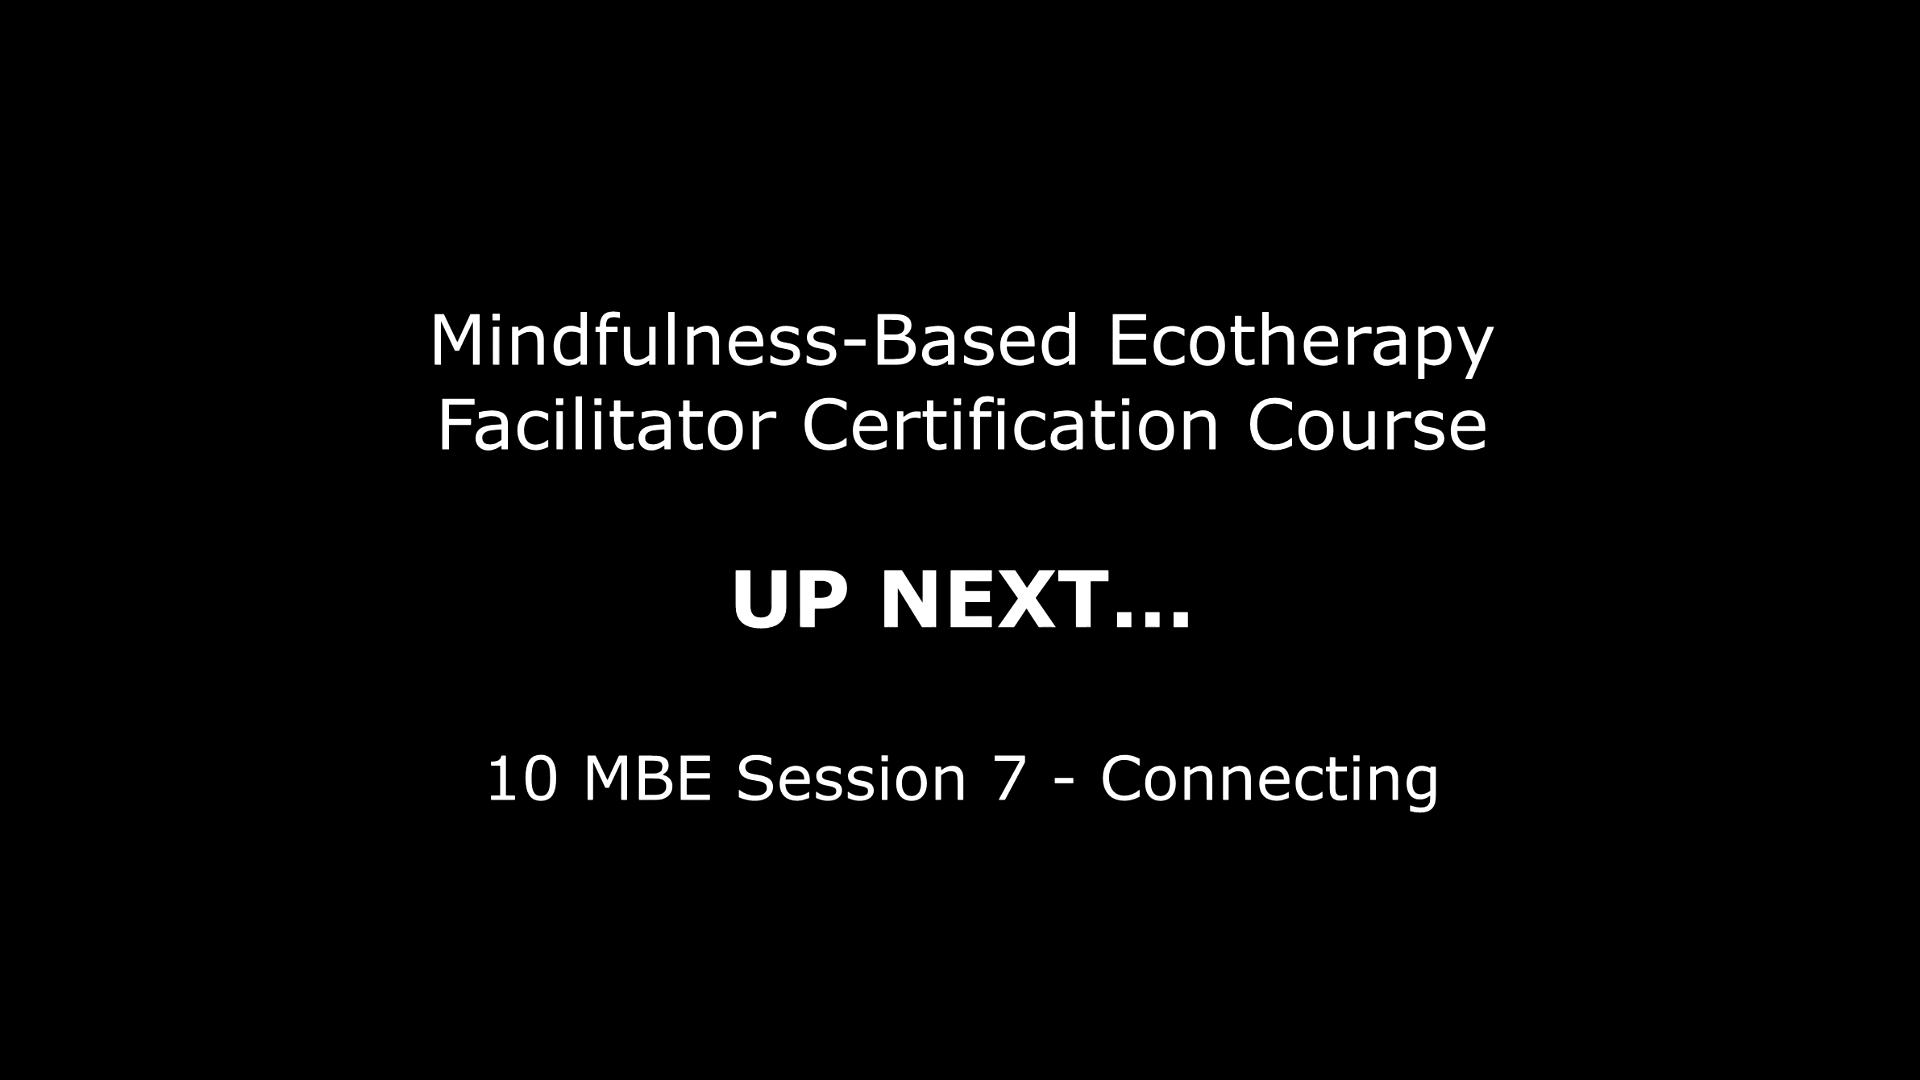 Mindfulness-Based Ecotherapy
Facilitator Certification Course
UP NEXT...
10 MBE Session 7 - Connecting